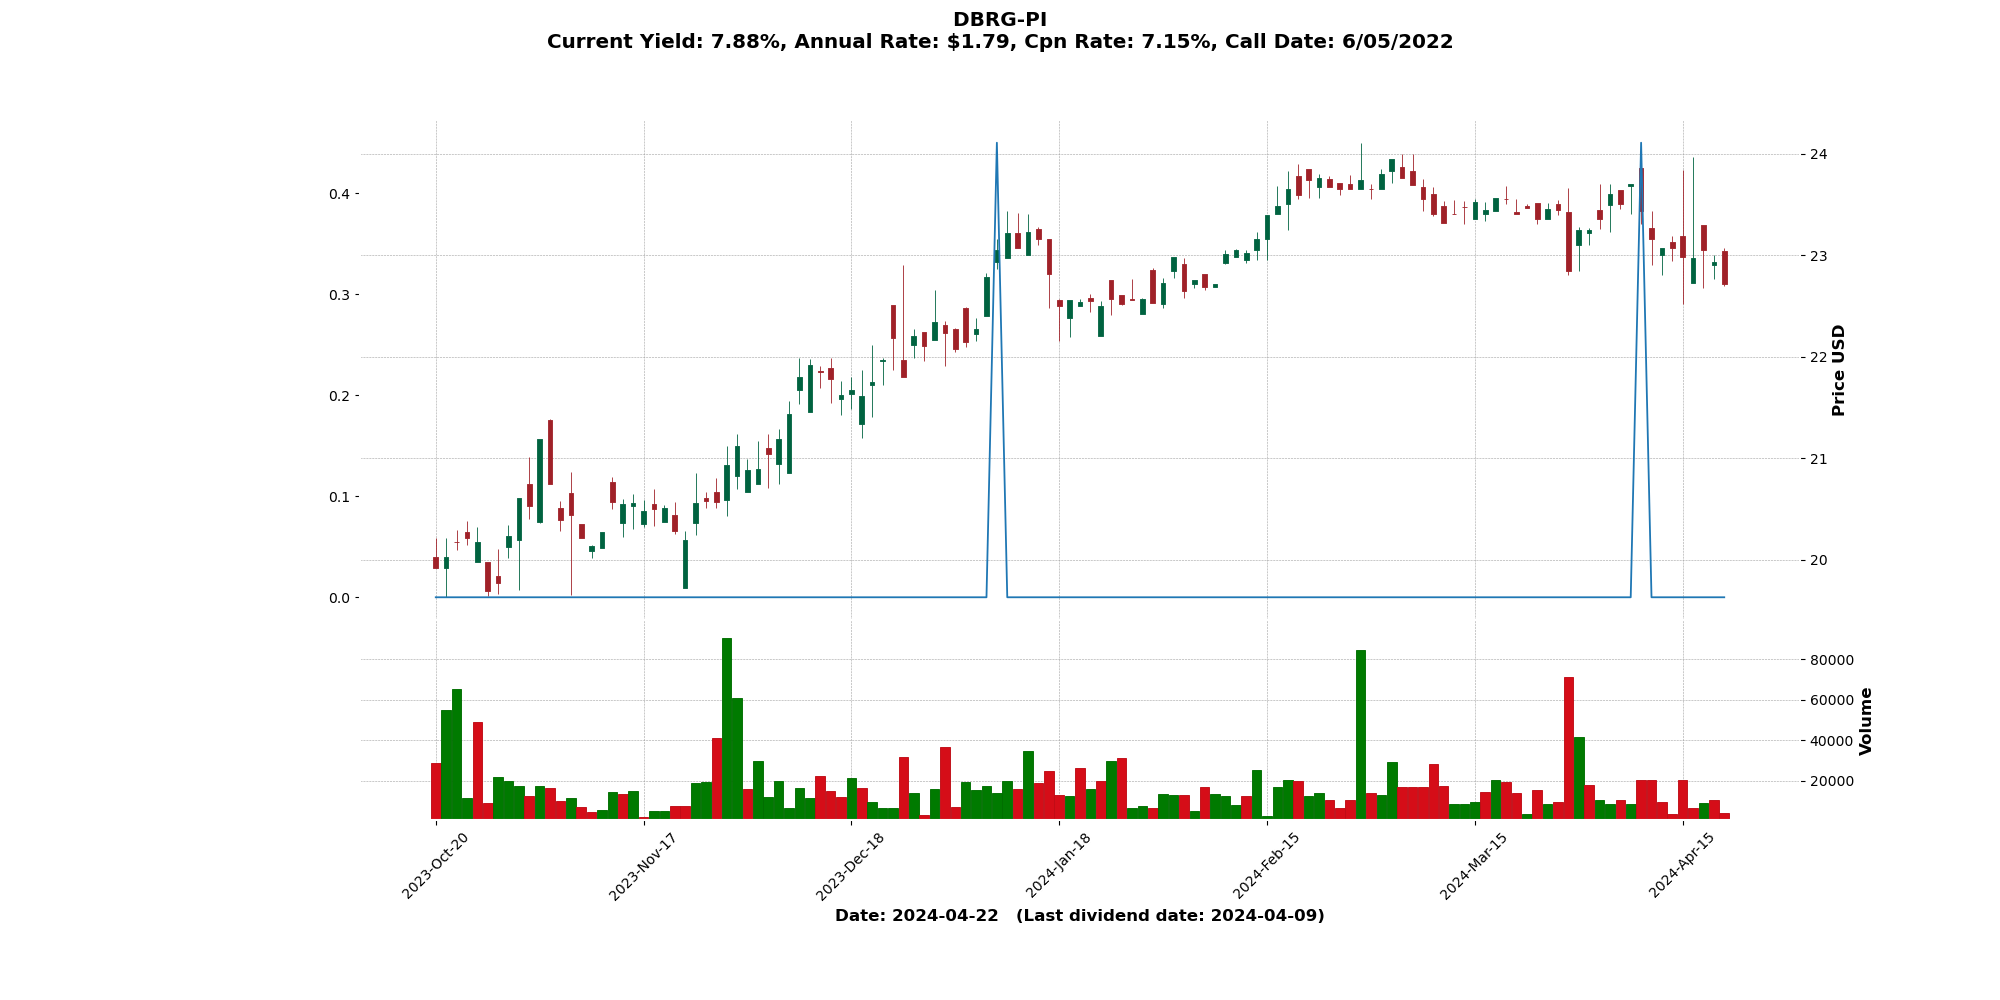 DBRG-PI
Current Yield: 7.88%, Annual Rate: $1.79, Cpn Rate: 7.15%, Call Date: 6/05/2022
0.4
0.3
0.2
0.1
0.0
24
23
22
21
20
Price USD
80000
60000
40000
20000
Volume
2023-Oct-20
2023-Nov-17
2023-Dec-18
2024-Jan-18
2024-Feb-15
2024-Mar-15
2024-Apr-15
Date: 2024-04-22 (Last dividend date: 2024-04-09)